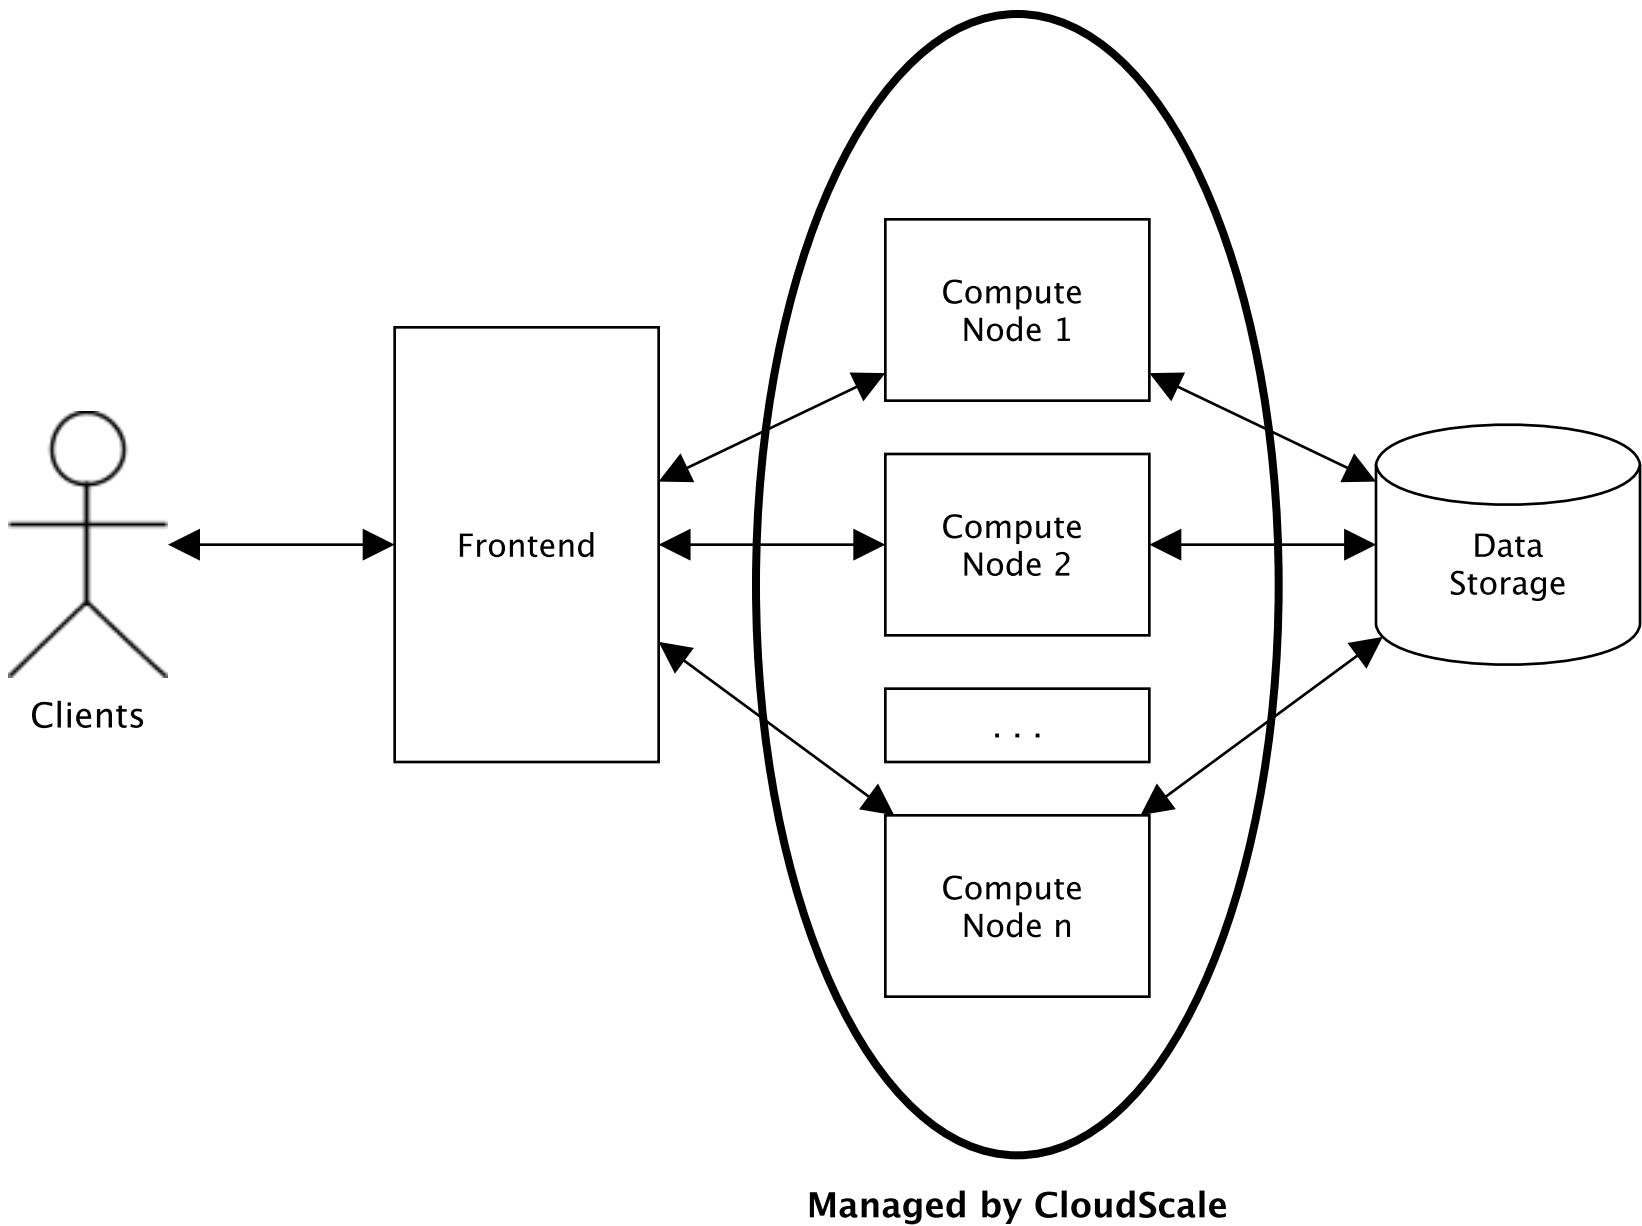 Clients
Frontend
Compute
Node 1
Compute
Node 2
. . .
Compute
Node n
Data
Storage
Managed by CloudScale